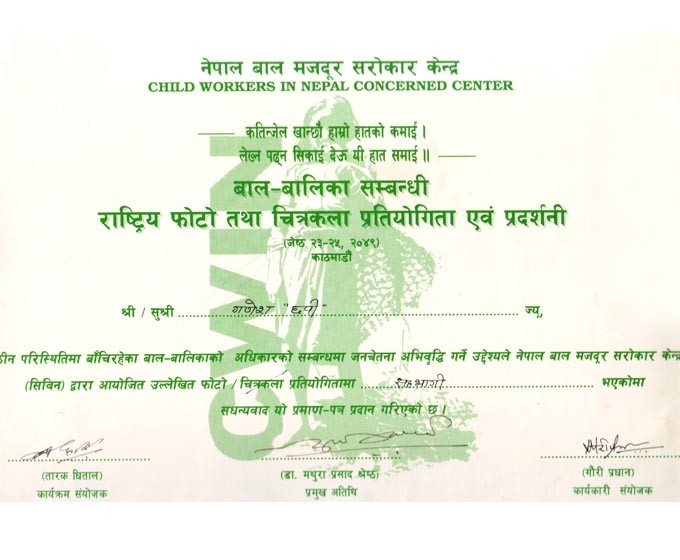 नेपाल बाल मजदूर सरोकार केन्द्र
CHILD WORKERS IN NEPAL CONCERNED CENTER
कतिन्जेल खान्छौ हाम्रो हातको कमाई ।
लेख्न पढ्न सिकाई देऊ यी हात समाई ॥
बाल-बालिका सम्बन्धी
राष्ट्रिय फोटो तथा चित्रकला प्रतियोगिता एवं प्रदर्शनी
(जेष्ठ २३-२५, २०४९)
काठमाडौं
CWIN
श्री / सुश्री गणेश "छवी" ज्यू,
परिस्थितिमा बाँचिरहेका बाल-बालिकाको अधिकारको सम्बन्धमा जनचेतना अभिवृद्धि गर्ने उद्देश्यले नेपाल बाल मजदूर सरोकार केन्द्र
(सिविन) द्वारा आयोजित उल्लेखित फोटो / चित्रकला प्रतियोगितामा सहभागी भएकोमा
सधन्यवाद यो प्रमाण-पत्र प्रदान गरिएको छ ।
(तारक धिताल) (डा. मथुरा प्रसाद श्रेष्ठ) (गौरी प्रधान)
कार्यक्रम संयोजक प्रमुख अतिथि कार्यकारी संयोजक